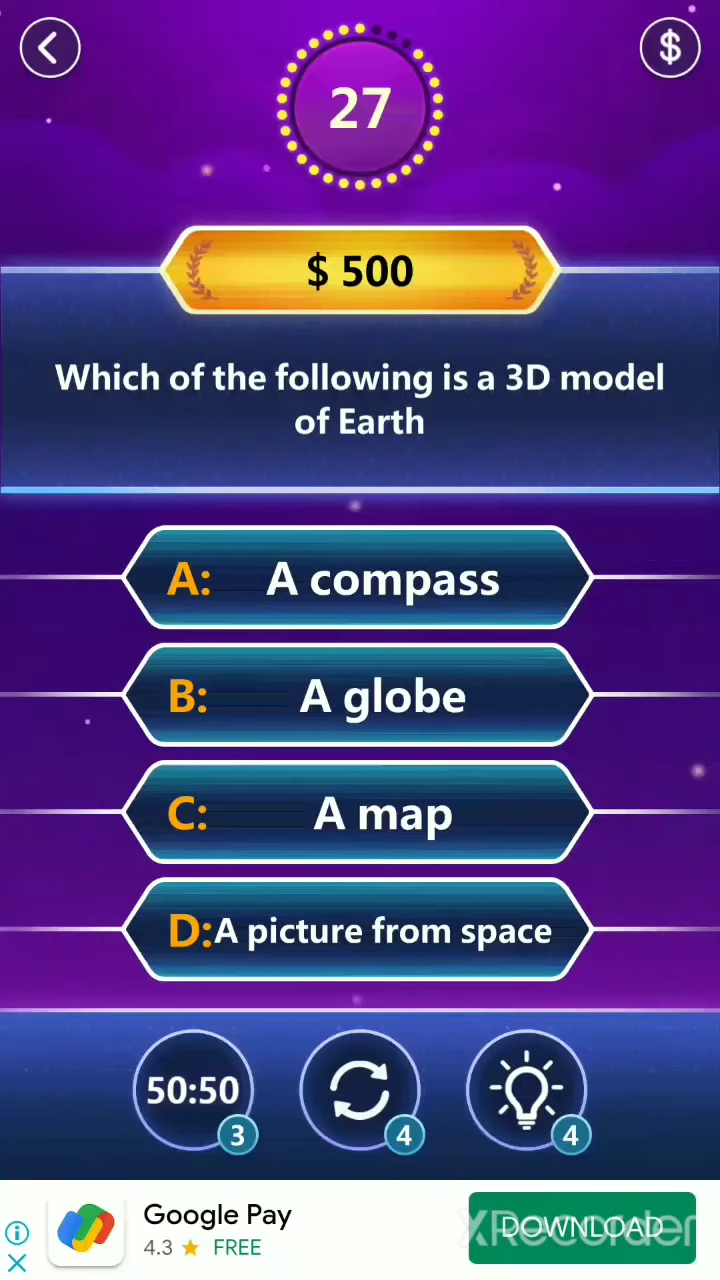 $
27
$ 500
Which of the following is a 3D model
of Earth
A: A compass
B: A globe
C: A map
D: A picture from space
50:50
3
4
4
Google Pay
4.3 ★ FREE
DOWNLOAD
XRecorder